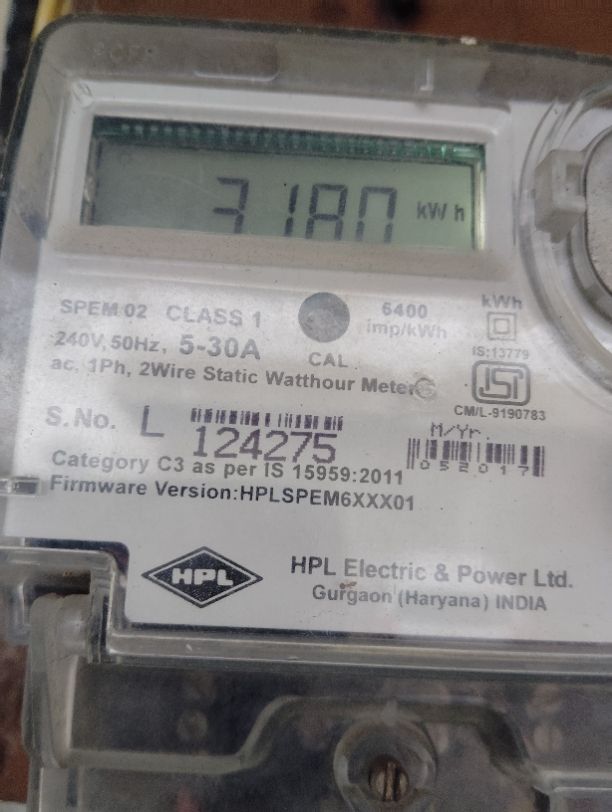 3180 kWh
SPEM 02 CLASS 1
6400
imp/kWh
kWh
240V, 50Hz, 5-30A
CAL
IS:13779
ac, 1Ph, 2Wire Static Watthour Meter
ISI
CM/L-9190783
S.No. L 124275
M/Yr.
052017
Category C3 as per IS 15959:2011
Firmware Version:HPLSPEM6XXX01
HPL
HPL Electric & Power Ltd.
Gurgaon (Haryana) INDIA